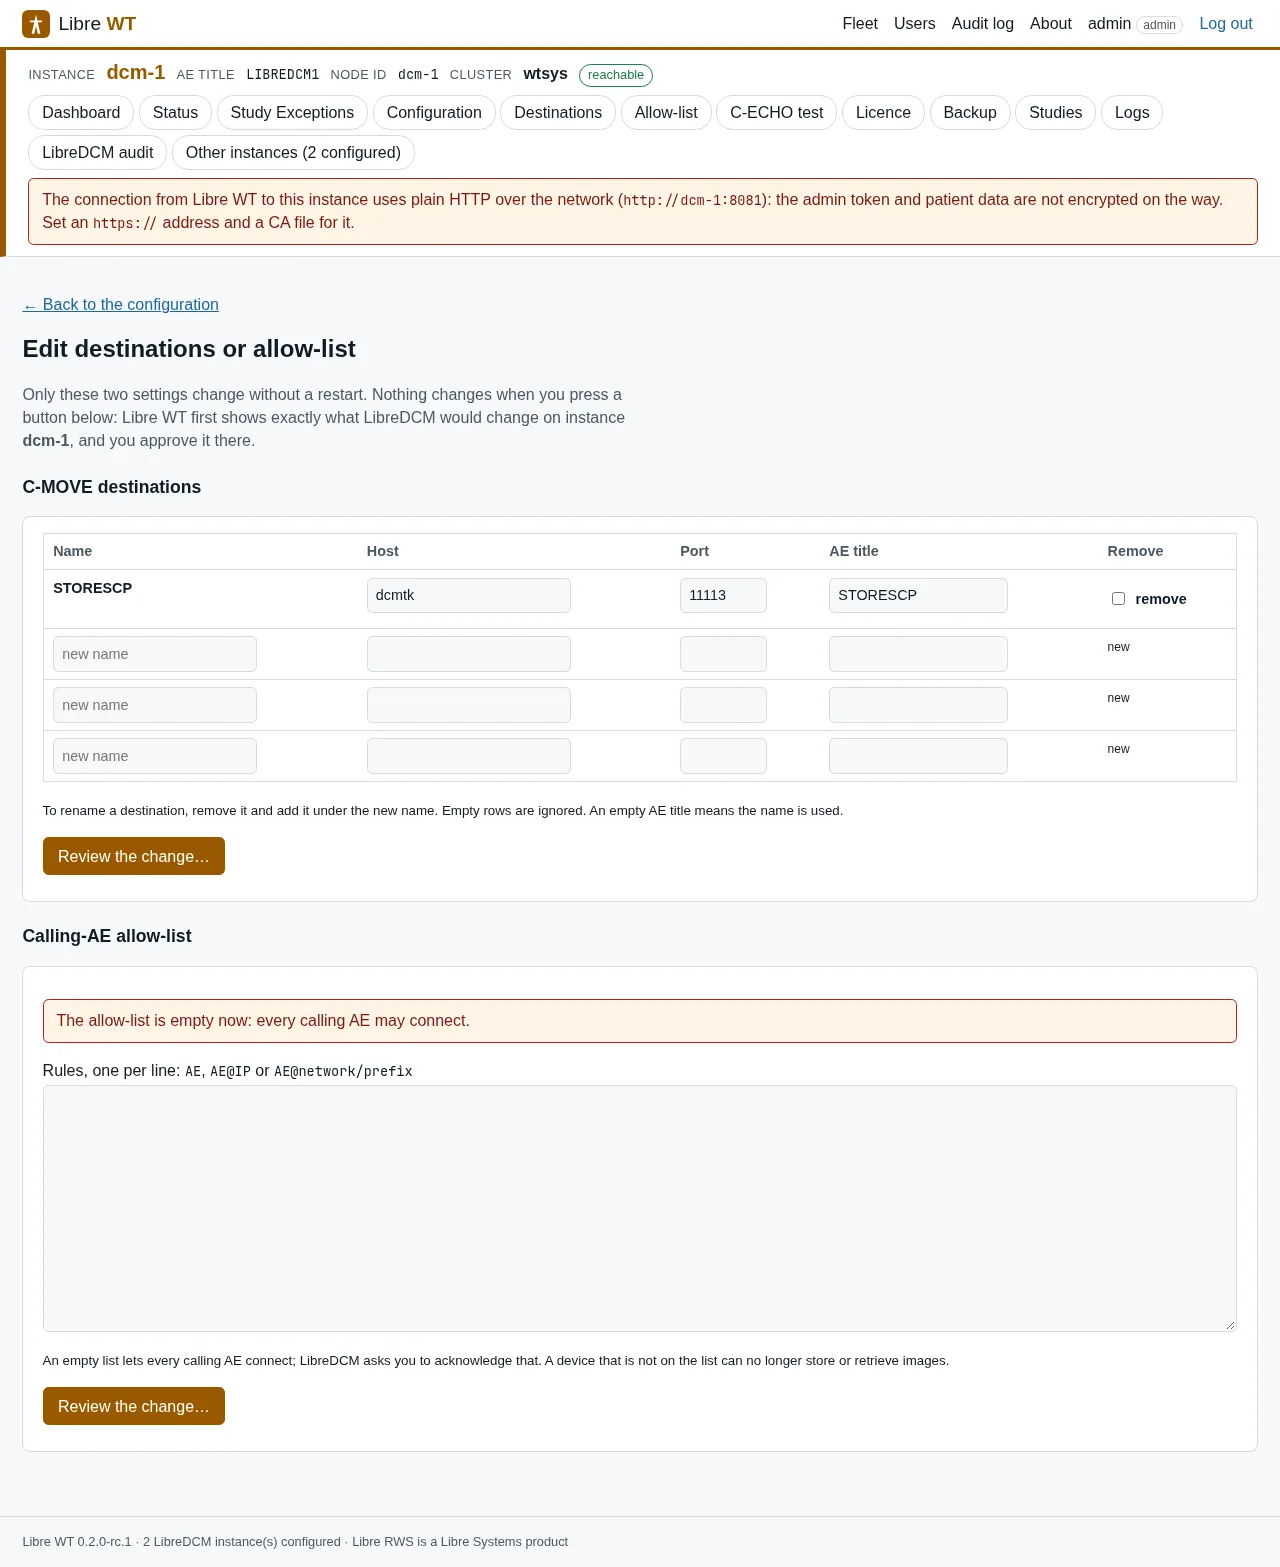 Libre WT
Fleet Users Audit log About admin admin Log out
INSTANCE dcm-1 AE TITLE LIBREDCM1 NODE ID dcm-1 CLUSTER wtsys reachable
Dashboard Status Study Exceptions Configuration Destinations Allow-list C-ECHO test Licence Backup Studies Logs
LibreDCM audit Other instances (2 configured)
The connection from Libre WT to this instance uses plain HTTP over the network (http://dcm-1:8081): the admin token and patient data are not encrypted on the way.
Set an https:// address and a CA file for it.
← Back to the configuration
Edit destinations or allow-list
Only these two settings change without a restart. Nothing changes when you press a
button below: Libre WT first shows exactly what LibreDCM would change on instance
dcm-1, and you approve it there.
C-MOVE destinations
Name Host Port AE title Remove
STORESCP dcmtk 11113 STORESCP remove
new name new
new name new
new name new
To rename a destination, remove it and add it under the new name. Empty rows are ignored. An empty AE title means the name is used.
Review the change…
Calling-AE allow-list
The allow-list is empty now: every calling AE may connect.
Rules, one per line: AE, AE@IP or AE@network/prefix
An empty list lets every calling AE connect; LibreDCM asks you to acknowledge that. A device that is not on the list can no longer store or retrieve images.
Review the change…
Libre WT 0.2.0-rc.1 · 2 LibreDCM instance(s) configured · Libre RWS is a Libre Systems product